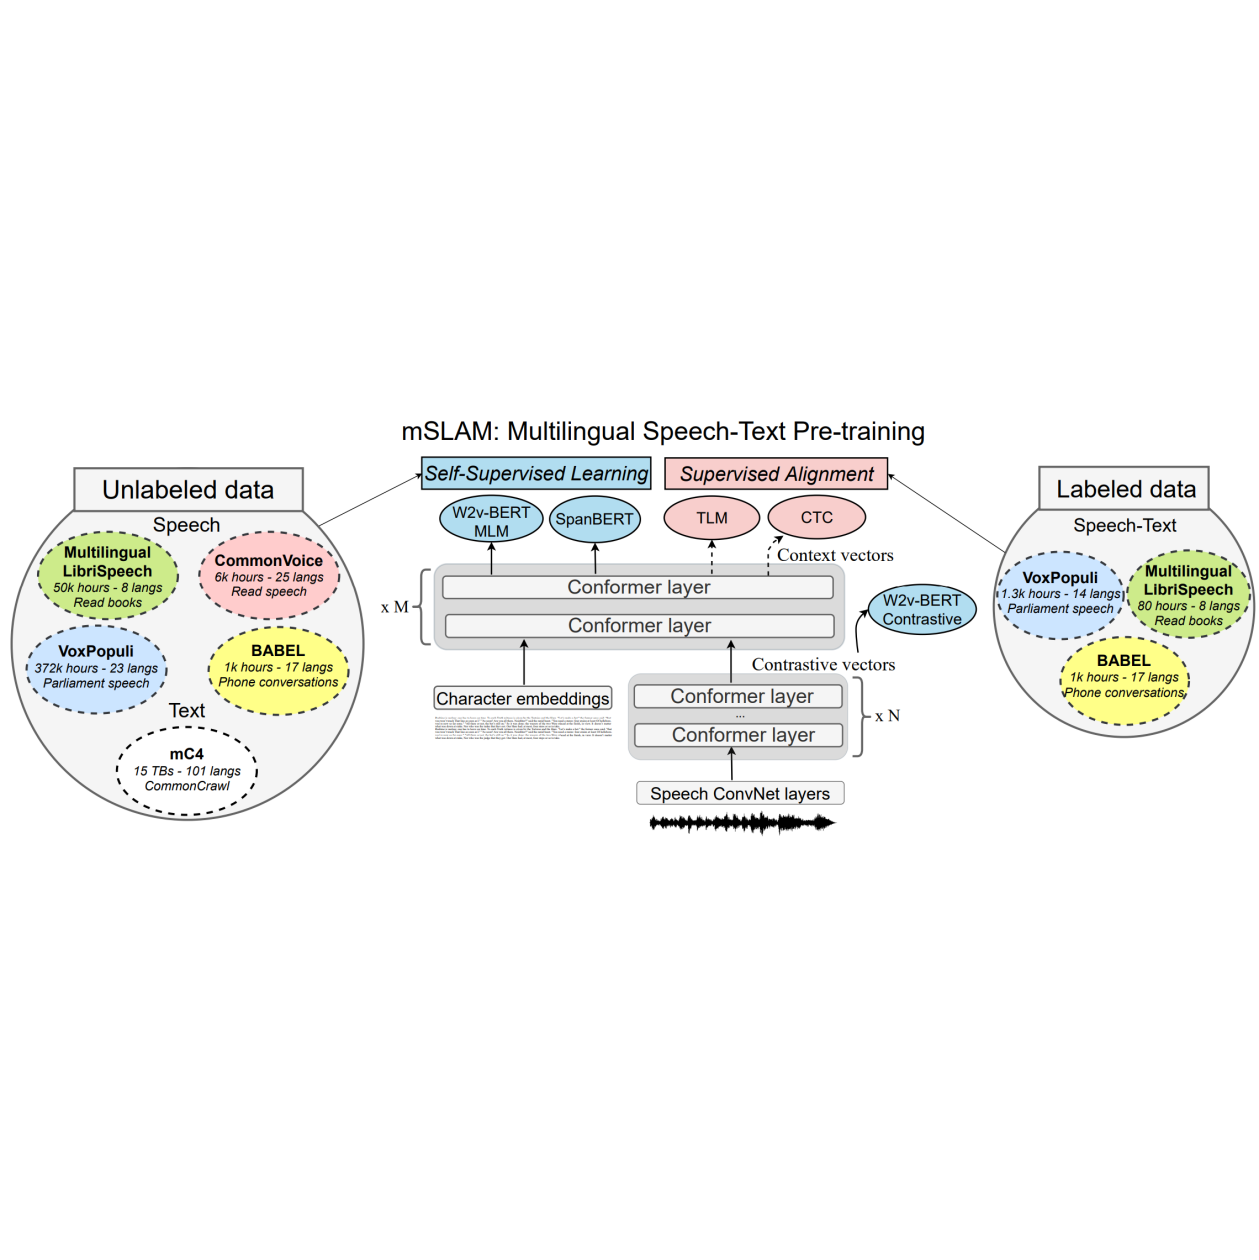 mSLAM: Multilingual Speech-Text Pre-training
Unlabeled data
Speech
Multilingual
LibriSpeech
50k hours - 8 langs
Read books
CommonVoice
6k hours - 25 langs
Read speech
VoxPopuli
372k hours - 23 langs
Parliament speech
BABEL
1k hours - 17 langs
Phone conversations
Text
mC4
15 TBs - 101 langs
CommonCrawl
Self-Supervised Learning
Supervised Alignment
W2v-BERT
MLM
SpanBERT
TLM
CTC
Context vectors
x M
Conformer layer
Conformer layer
W2v-BERT
Contrastive
Contrastive vectors
Character embeddings
Conformer layer
...
Conformer layer
x N
Speech ConvNet layers
Labeled data
Speech-Text
VoxPopuli
1.3k hours - 14 langs
Parliament speech
Multilingual
LibriSpeech
80 hours - 8 langs
Read books
BABEL
1k hours - 17 langs
Phone conversations